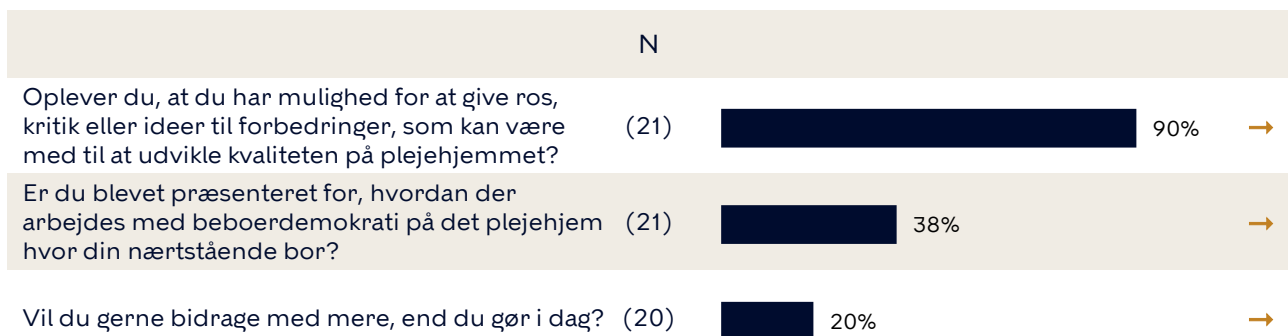 N
Oplever du, at du har mulighed for at give ros,
kritik eller ideer til forbedringer, som kan være
med til at udvikle kvaliteten på plejehjemmet?
(21)
90%
→
Er du blevet præsenteret for, hvordan der
arbejdes med beboerdemokrati på det plejehjem
hvor din nærtstående bor?
(21)
38%
→
Vil du gerne bidrage med mere, end du gør i dag? (20) 20% →